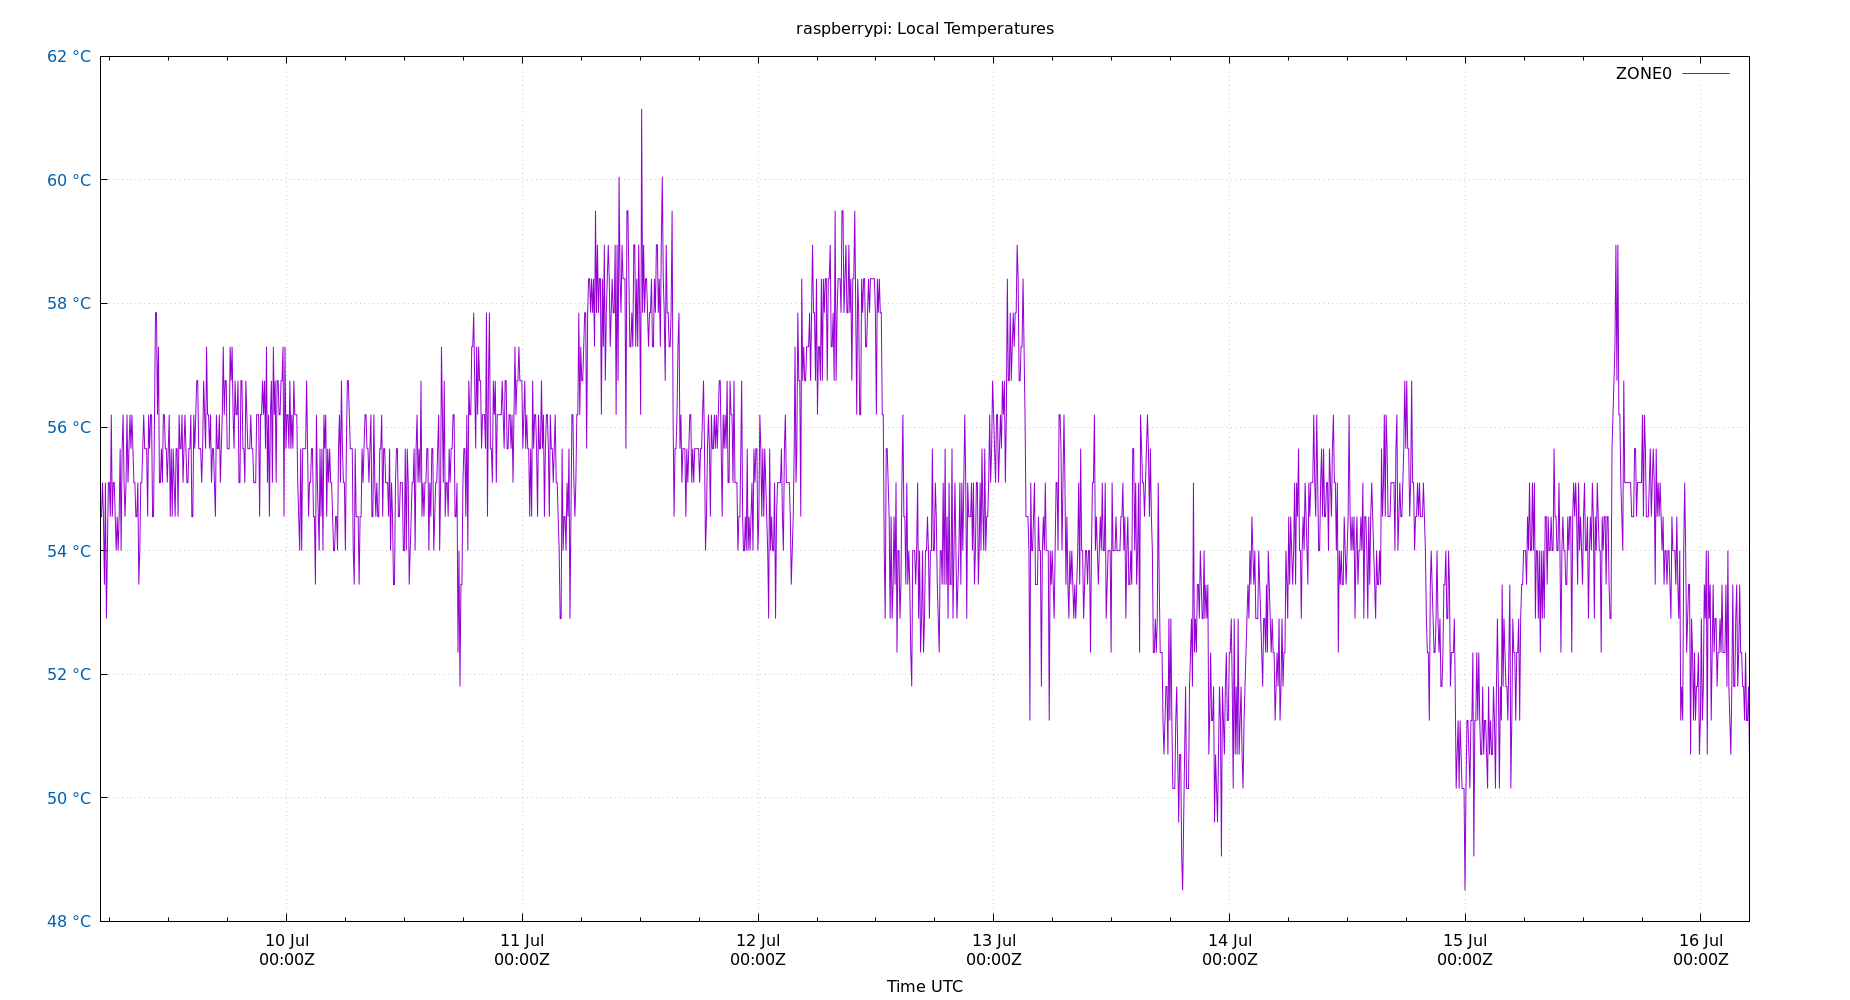 raspberrypi: Local Temperatures
ZONE0
62 °C
60 °C
58 °C
56 °C
54 °C
52 °C
50 °C
48 °C
10 Jul
00:00Z
11 Jul
00:00Z
12 Jul
00:00Z
13 Jul
00:00Z
14 Jul
00:00Z
15 Jul
00:00Z
16 Jul
00:00Z
Time UTC